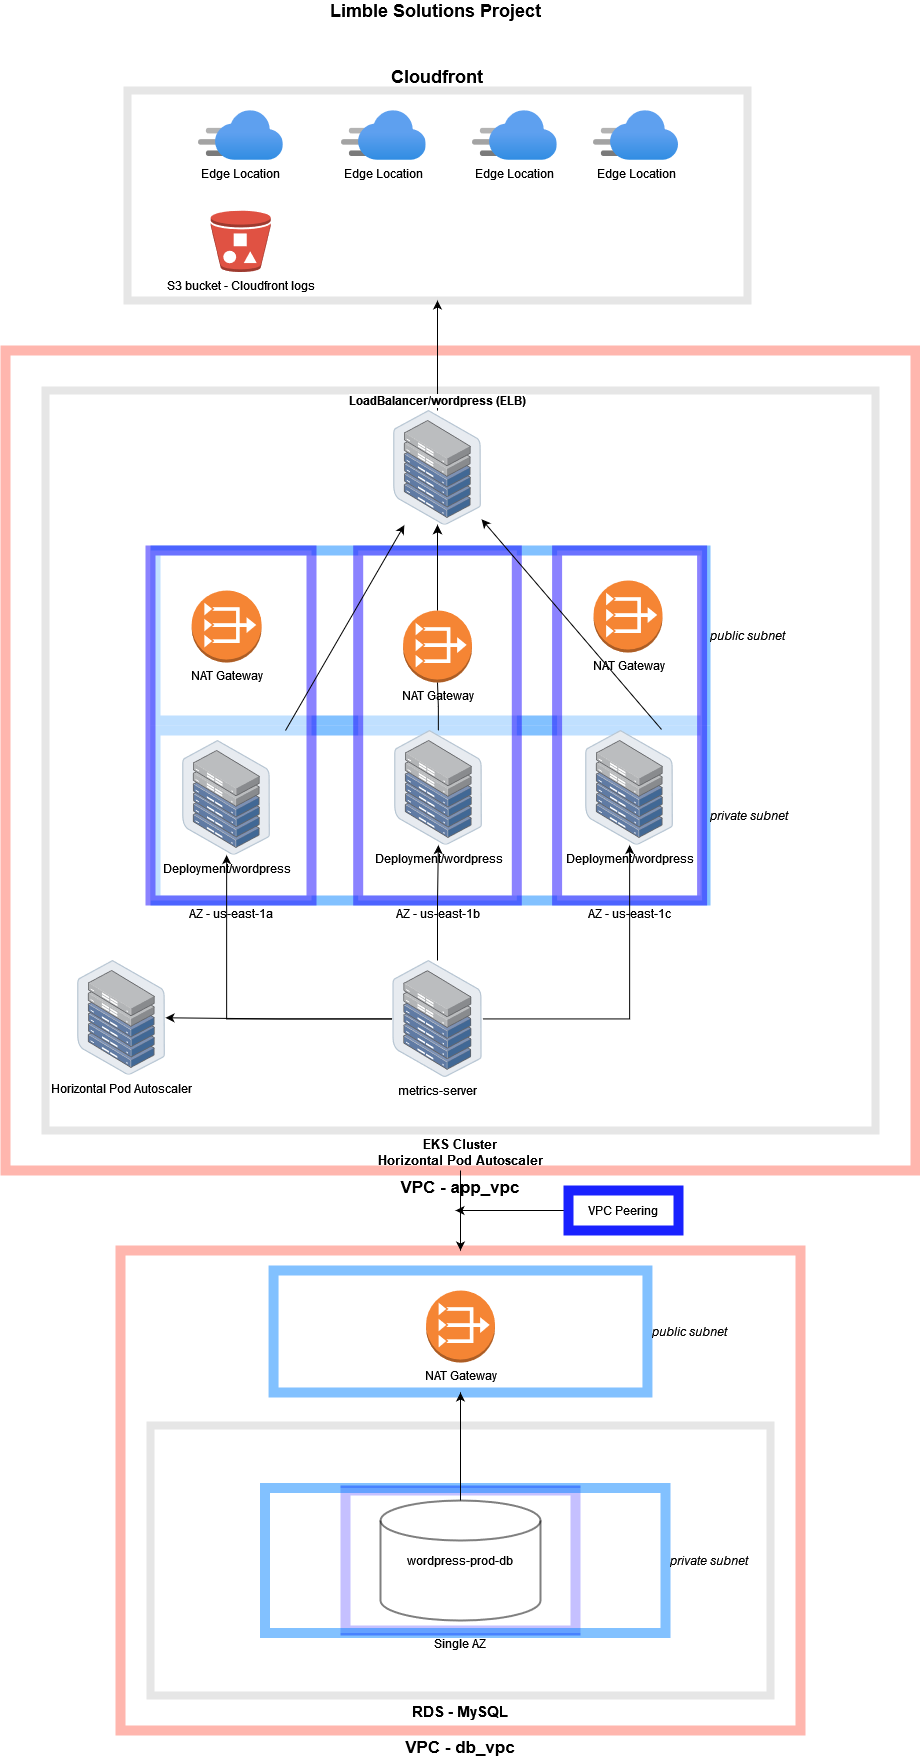 Limble Solutions Project
Cloudfront
Edge Location
Edge Location
Edge Location
Edge Location
S3 bucket - Cloudfront logs
LoadBalancer/wordpress (ELB)
NAT Gateway
NAT Gateway
NAT Gateway
public subnet
private subnet
Deployment/wordpress
Deployment/wordpress
Deployment/wordpress
AZ - us-east-1a
AZ - us-east-1b
AZ - us-east-1c
Horizontal Pod Autoscaler
metrics-server
EKS Cluster
Horizontal Pod Autoscaler
VPC - app_vpc
VPC Peering
public subnet
NAT Gateway
wordpress-prod-db
private subnet
Single AZ
RDS - MySQL
VPC - db_vpc